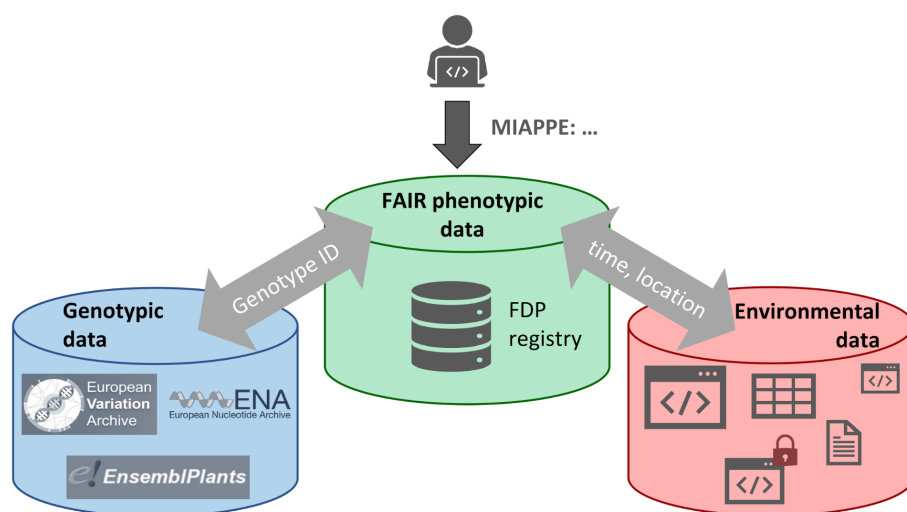 </>
MIAPPE: ...
FAIR phenotypic
data
Genotype ID
time, location
FDP
registry
Genotypic
data
European
Variation
Archive
ENA
European Nucleotide Archive
e! EnsemblPlants
Environmental
data
</>
</>
</>